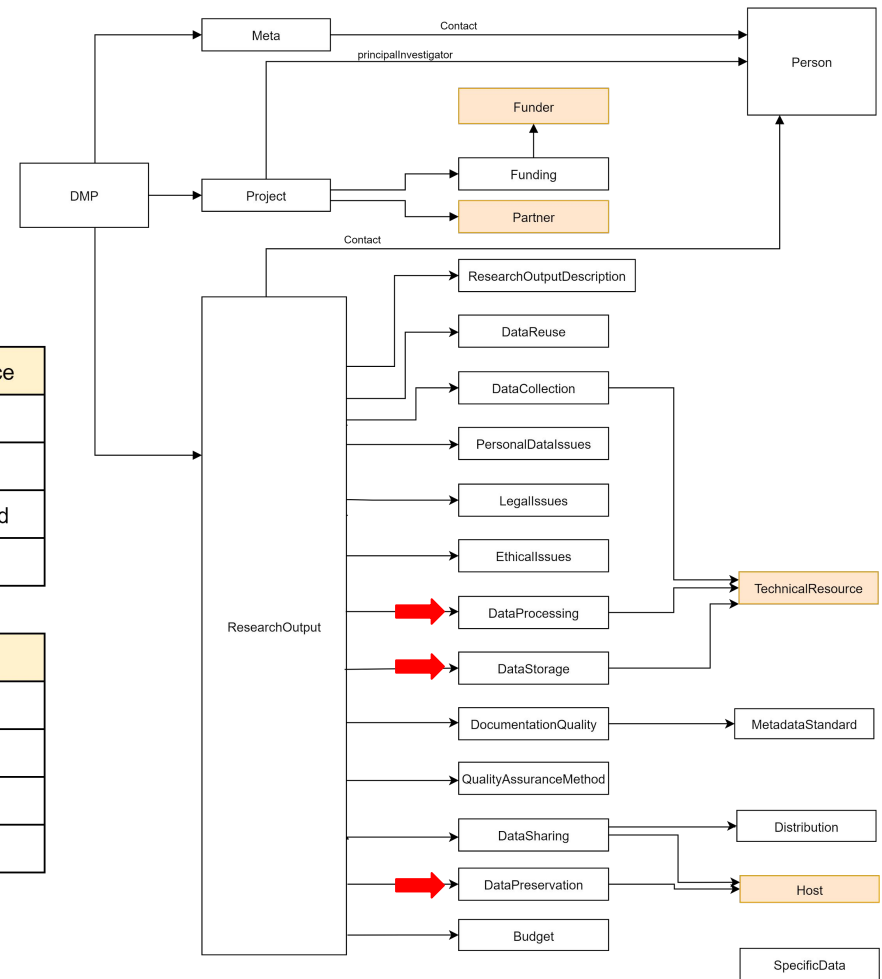 Meta
Contact
Person
principalInvestigator
Funder
DMP
Project
Funding
Partner
Contact
ResearchOutputDescription
DataReuse
ce
DataCollection
PersonalDataIssues
LegalIssues
d
EthicalIssues
TechnicalResource
DataProcessing
ResearchOutput
DataStorage
DocumentationQuality
MetadataStandard
QualityAssuranceMethod
DataSharing
Distribution
DataPreservation
Host
Budget
SpecificData